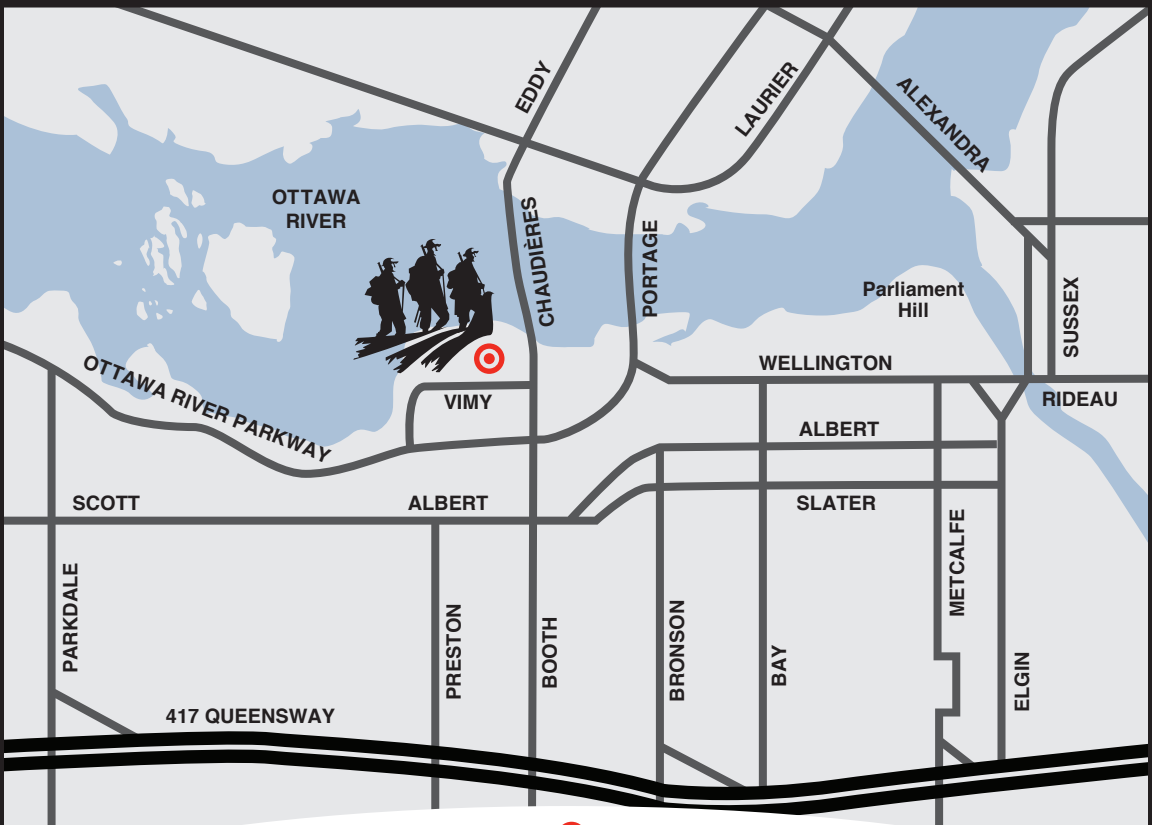 EDDY
LAURIER
ALEXANDRA
OTTAWA
RIVER
CHAUDIÈRES
PORTAGE
Parliament
Hill
SUSSEX
OTTAWA RIVER PARKWAY
WELLINGTON
VIMY
RIDEAU
ALBERT
SCOTT
ALBERT
SLATER
METCALFE
PARKDALE
PRESTON
BOOTH
BRONSON
BAY
ELGIN
417 QUEENSWAY